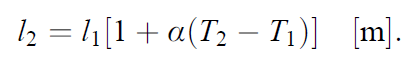 l₂ = l₁[1 + α(T₂ − T₁)] [m].